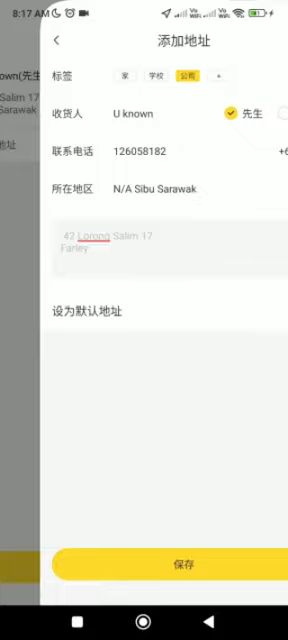 8:17 AM
添加地址
own(先生
标签 家 学校 公司 +
Salim 17
Sarawak
收货人 U known 先生
地址
联系电话 126058182 +6
所在地区 N/A Sibu Sarawak
42 Lorong Salim 17
Farley
设为默认地址
保存